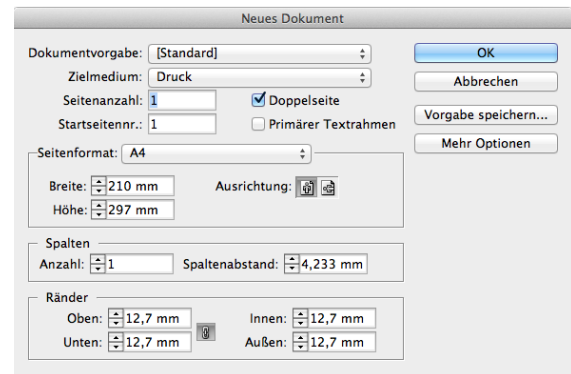 Neues Dokument
Dokumentvorgabe: [Standard] OK
Zielmedium: Druck Abbrechen
Seitenanzahl: 1 Doppelseite
Vorgabe speichern...
Startseitennr.: 1 Primärer Textrahmen
Mehr Optionen
Seitenformat: A4
Breite: 210 mm Ausrichtung:
Höhe: 297 mm
Spalten
Anzahl: 1 Spaltenabstand: 4,233 mm
Ränder
Oben: 12,7 mm Innen: 12,7 mm
Unten: 12,7 mm Außen: 12,7 mm